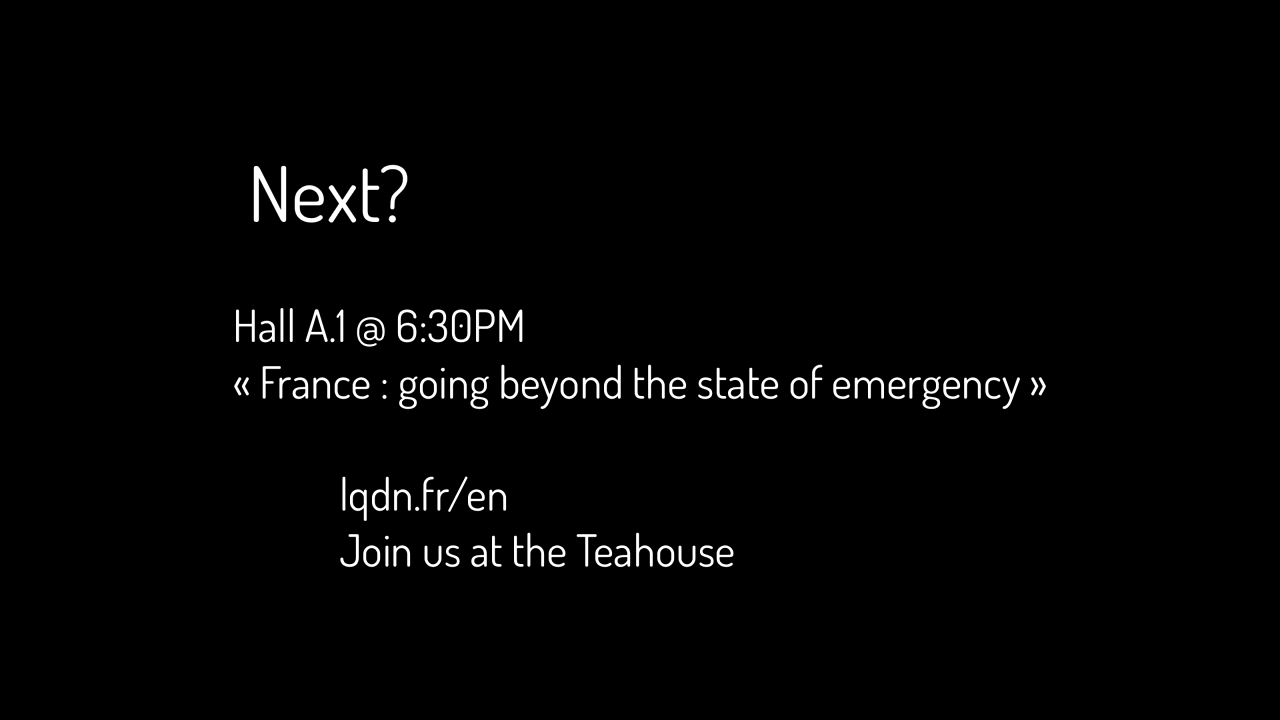 Next?
Hall A.1 @ 6:30PM
« France : going beyond the state of emergency »
lqdn.fr/en
Join us at the Teahouse